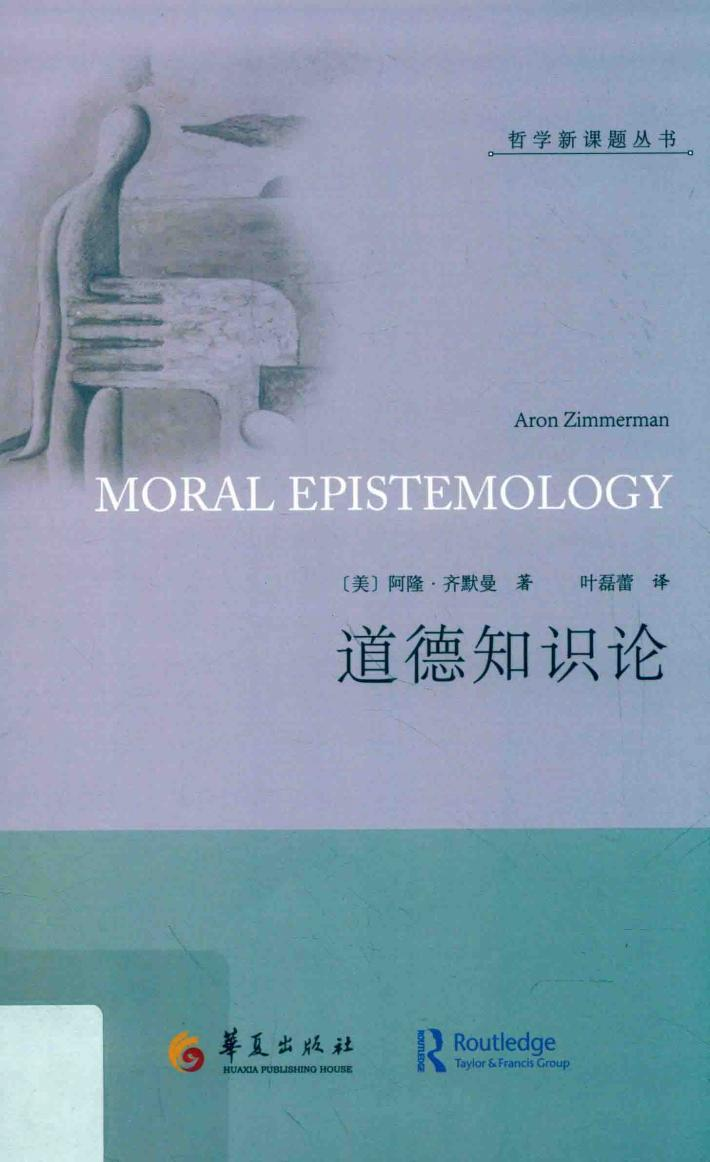 哲学新课题丛书
Aron Zimmerman
MORAL EPISTEMOLOGY
〔美〕阿隆·齐默曼 著 叶磊蕾 译
道德知识论
華夏出版社
HUAXIA PUBLISHING HOUSE
ROUTLEDGE
Routledge
Taylor & Francis Group